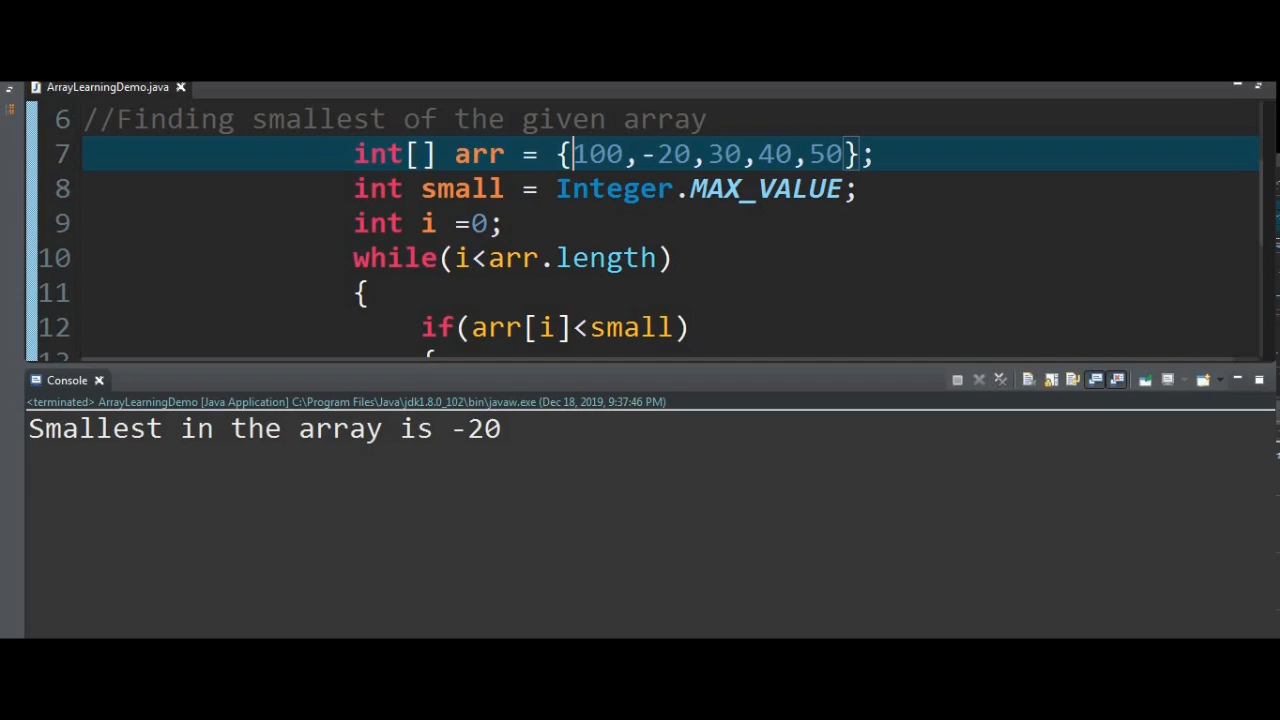 ArrayLearningDemo.java
6 //Finding smallest of the given array
7 int[] arr = {100,-20,30,40,50};
8 int small = Integer.MAX_VALUE;
9 int i =0;
10 while(i<arr.length)
11 {
12 if(arr[i]<small)
Console
<terminated> ArrayLearningDemo [Java Application] C:\Program Files\Java\jdk1.8.0_102\bin\javaw.exe (Dec 18, 2019, 9:37:46 PM)
Smallest in the array is -20